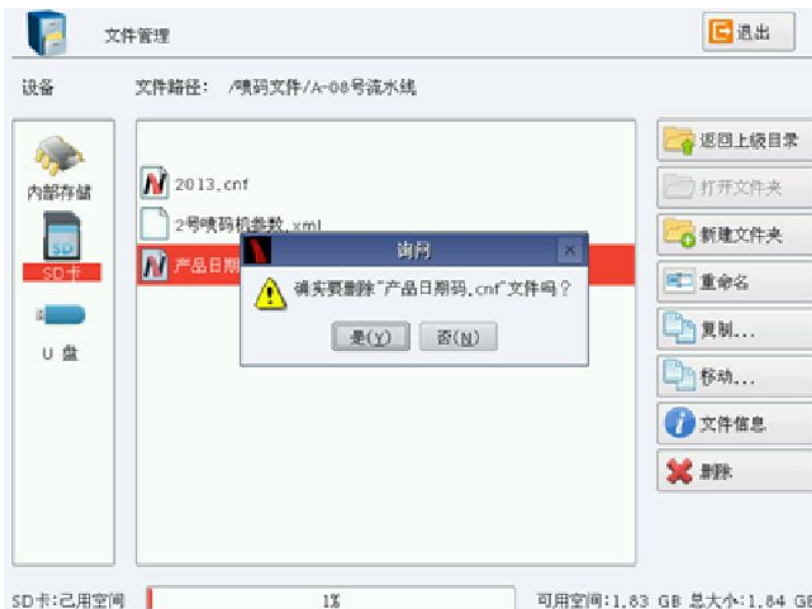 文件管理
退出
设备
文件路径: /喷码文件/A-08号流水线
内部存储
SD
SD卡
U 盘
2013.cnf
2号喷码机参数.xml
产品日期
询问
确实要删除"产品日期码.cnf"文件吗?
是(Y)
否(N)
返回上级目录
打开文件夹
新建文件夹
重命名
复制...
移动...
文件信息
删除
SD卡:己用空间
1%
可用空间:1.83 GB 总大小:1.84 GB